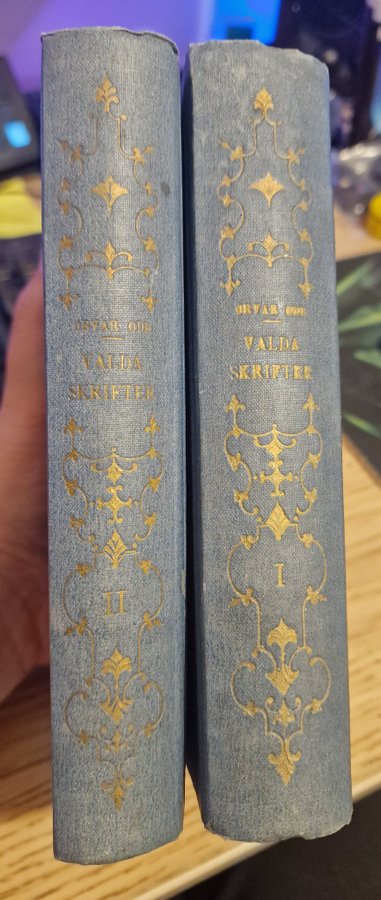 ORVAR ODD
VALDA
SKRIFTER
II
ORVAR ODD
VALDA
SKRIFTER
I